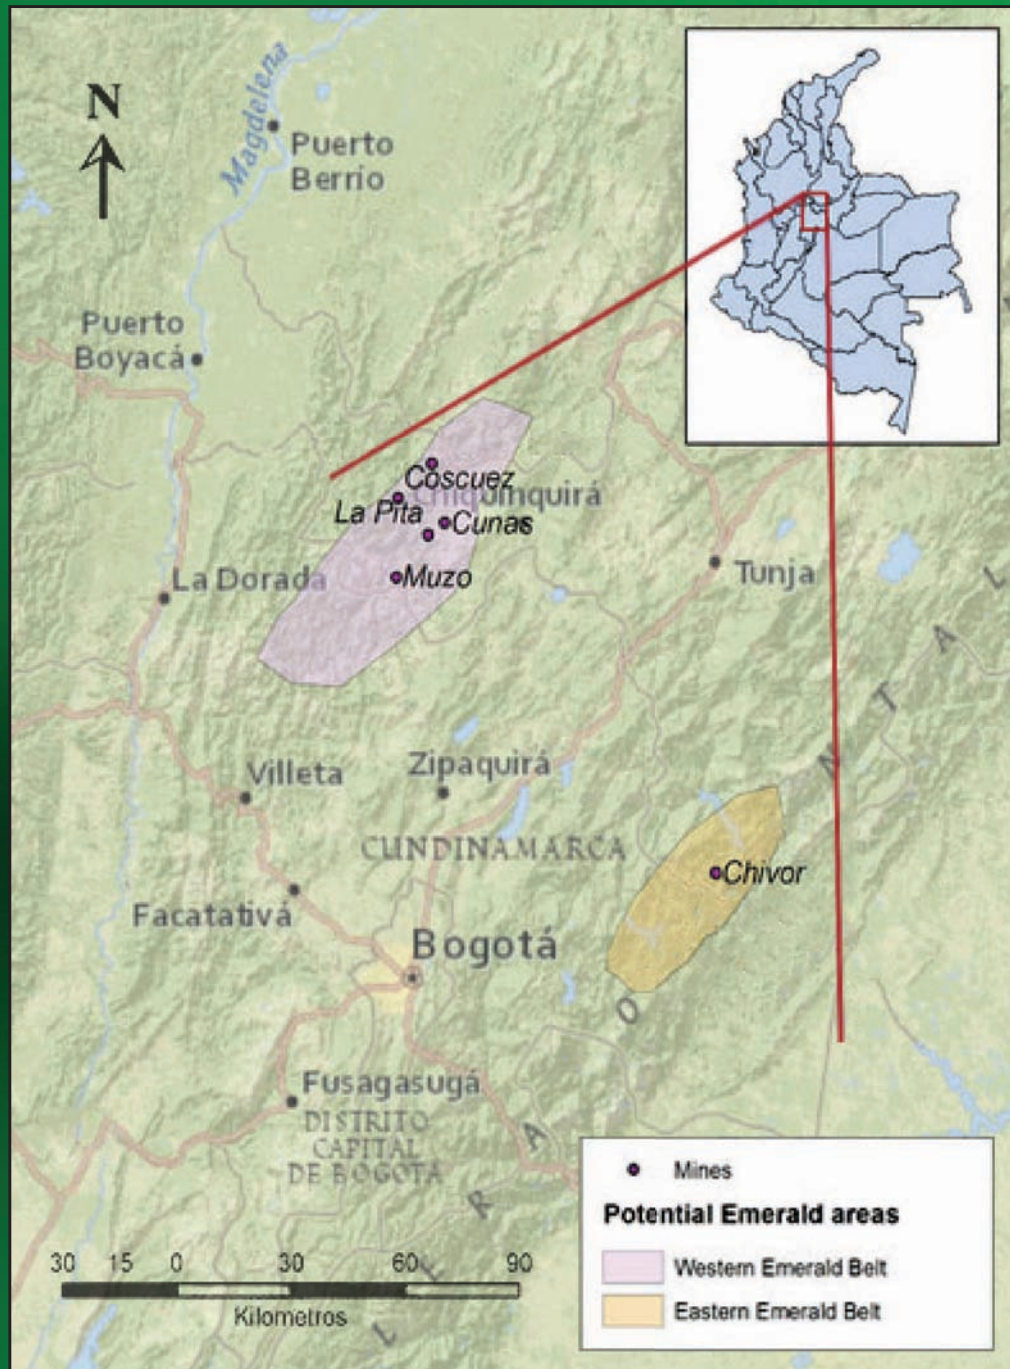 N
Magdelena
Puerto
Berrio
Puerto
Boyacá
Coscuez
Chiquinquirá
La Pita
Cunas
La Dorada
Muzo
Tunja
Villeta
Zipaquirá
CUNDINAMARCA
Chivor
Facatativá
Bogotá
Fusagasugá
DISTRITO
CAPITAL
DE BOGOTA
L
L
R
A
O
N
T
A
L
Mines
Potential Emerald areas
Western Emerald Belt
Eastern Emerald Belt
30 15 0 30 60 90
Kilometros